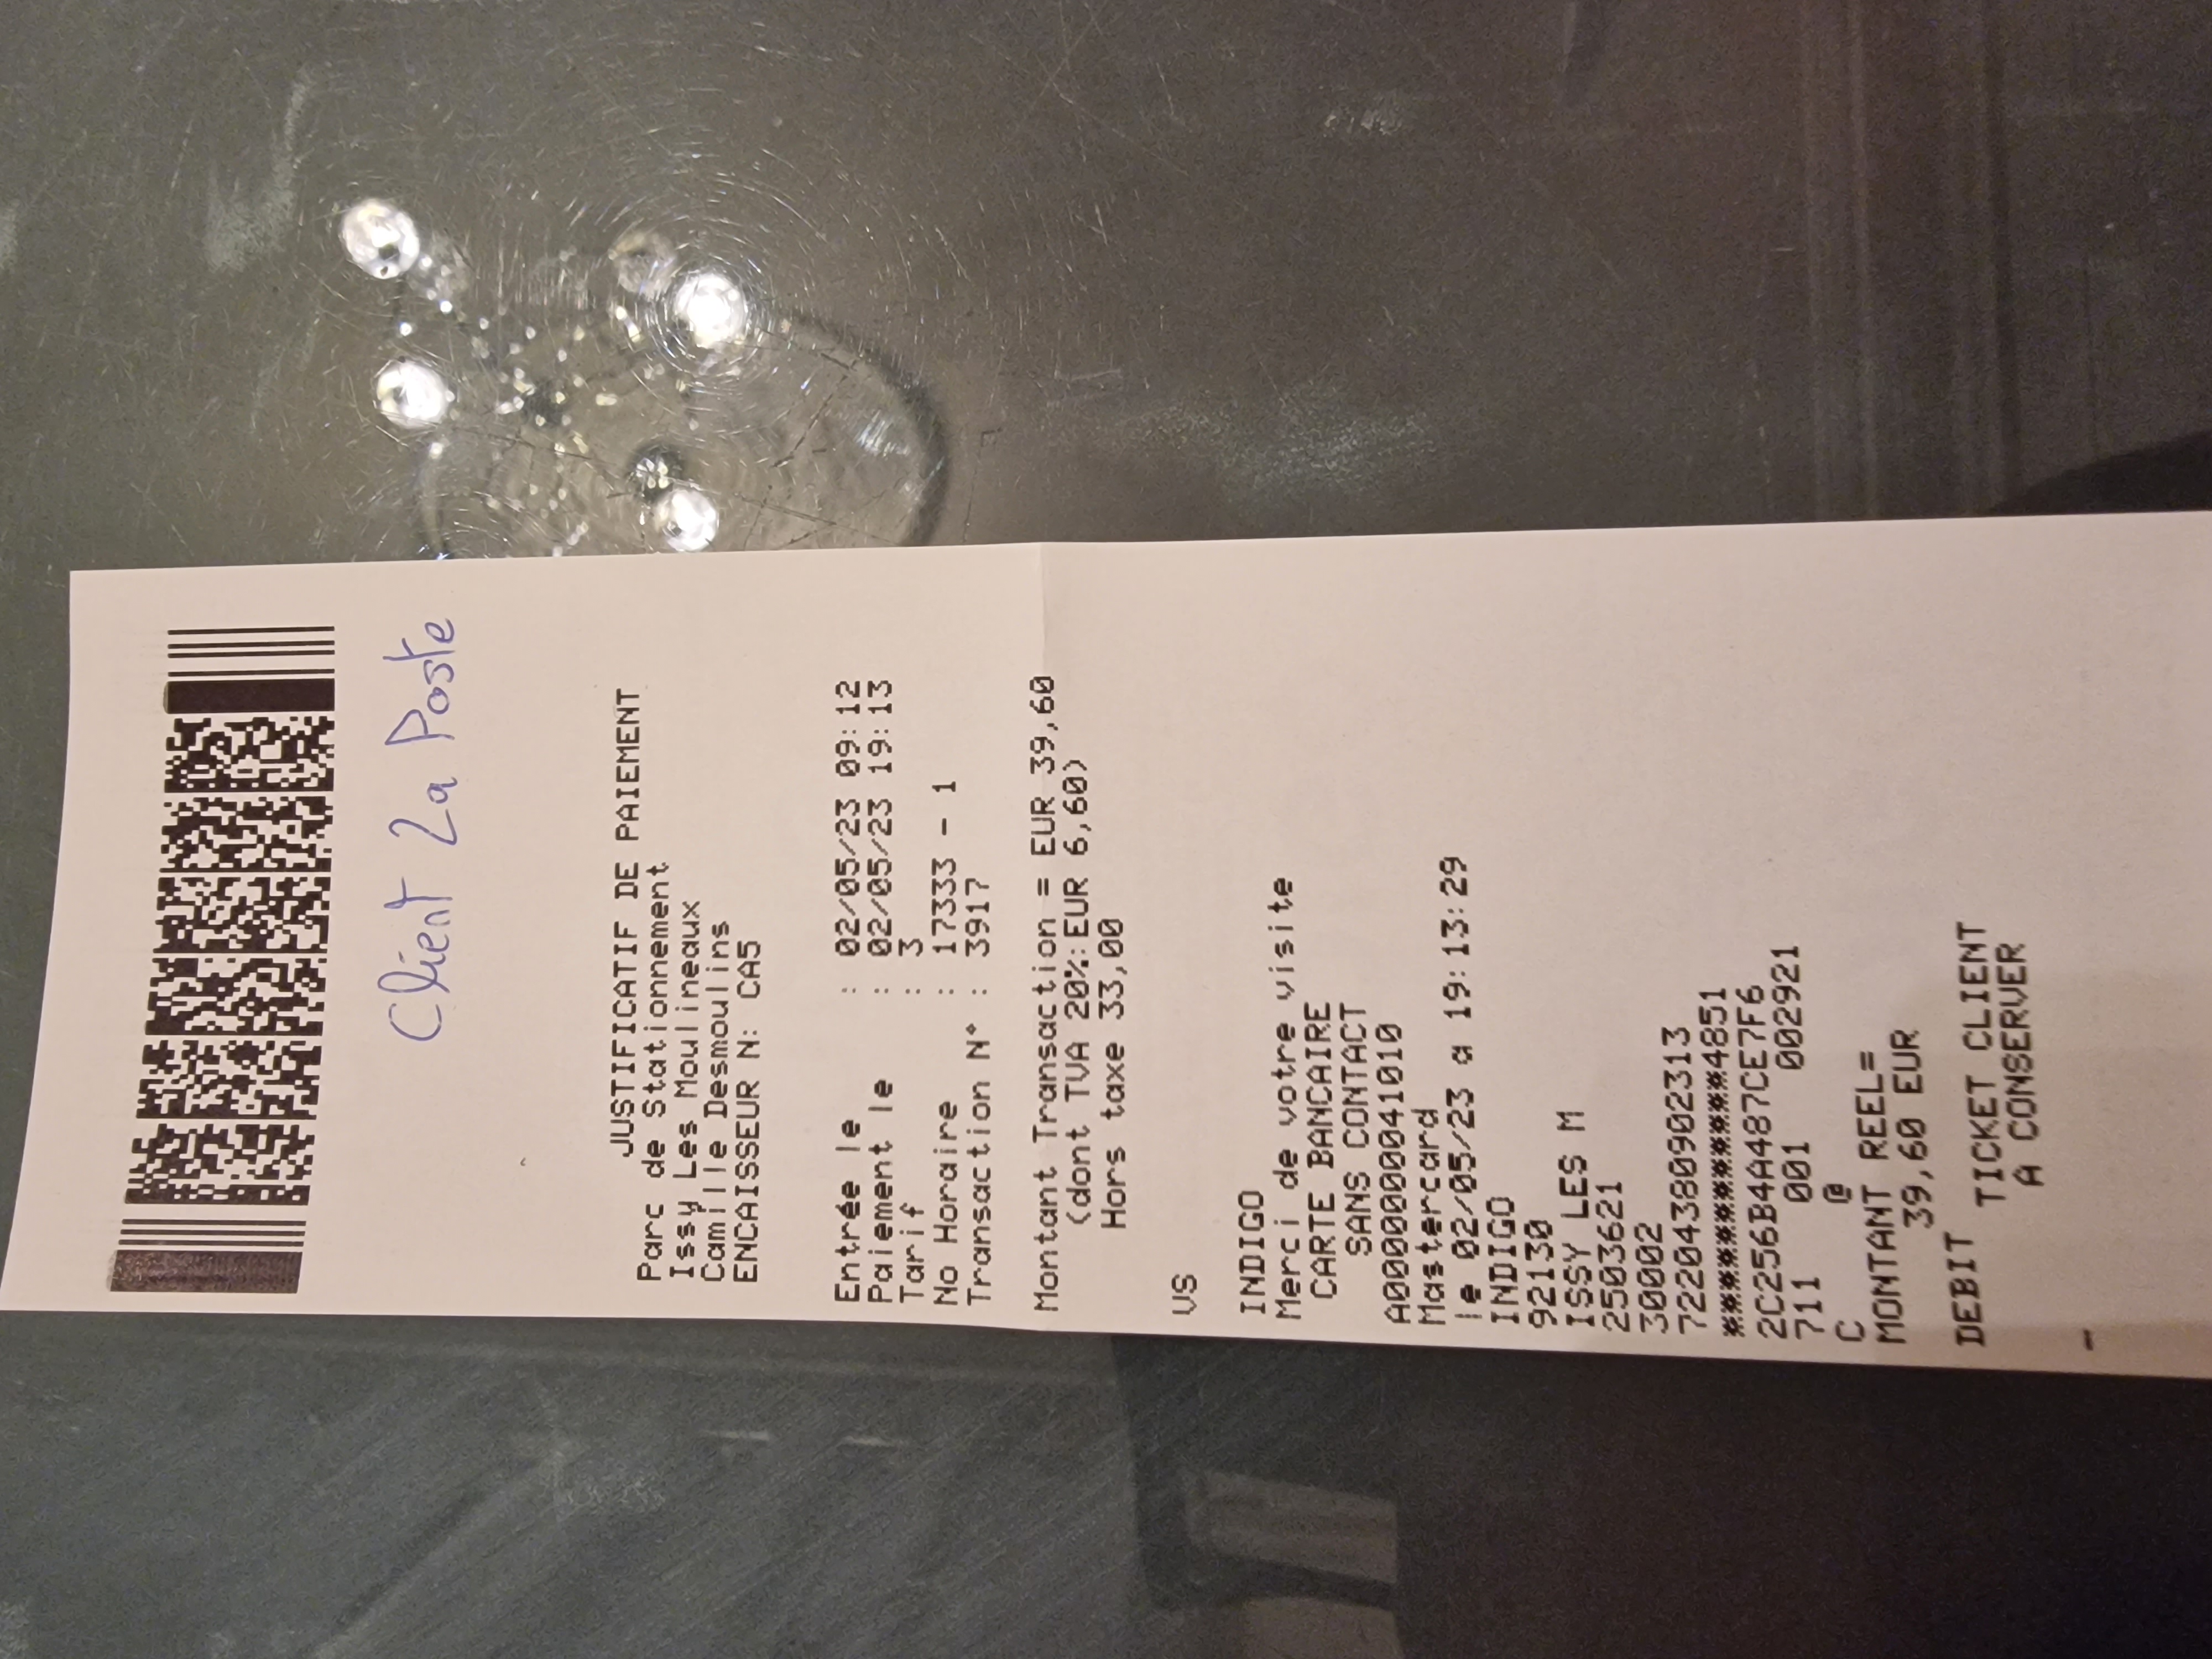 Client La Poste
JUSTIFICATIF DE PAIEMENT
Parc de Stationnement
Issy Les Moulineaux
Camille Desmoulins
ENCAISSEUR N: CA5
Entrée le : 02/05/23 09:12
Paiement le : 02/05/23 19:13
Tarif : 3
No Horaire : 17333 - 1
Transaction N° : 3917
Montant Transaction = EUR 39,60
(dont TVA 20%:EUR 6,60)
Hors taxe 33,00
VS
INDIGO
Merci de votre visite
CARTE BANCAIRE
SANS CONTACT
A0000000041010
Mastercard
le 02/05/23 a 19:13:29
INDIGO
92130
ISSY LES M
2503621
30002
72204380902313
************4851
2C256B4A487CE7F6
711 001 002921
C @
MONTANT REEL=
39,60 EUR
DEBIT TICKET CLIENT
A CONSERVER
-